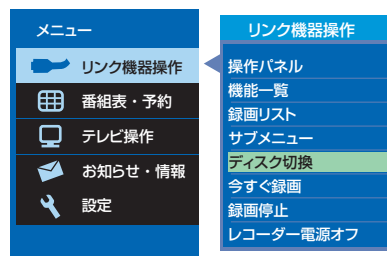 メニュー
リンク機器操作
番組表・予約
テレビ操作
お知らせ・情報
設定
リンク機器操作
操作パネル
機能一覧
録画リスト
サブメニュー
ディスク切換
今すぐ録画
録画停止
レコーダー電源オフ